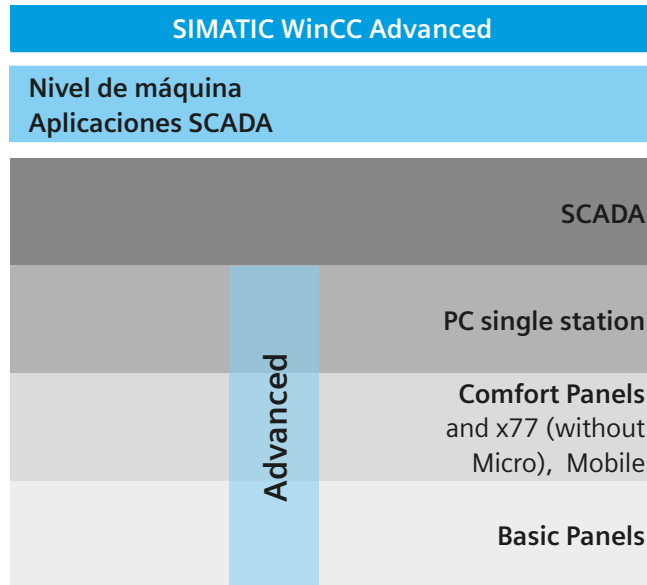 SIMATIC WinCC Advanced
Nivel de máquina
Aplicaciones SCADA
SCADA
PC single station
Advanced
Comfort Panels
and x77 (without
Micro), Mobile
Basic Panels